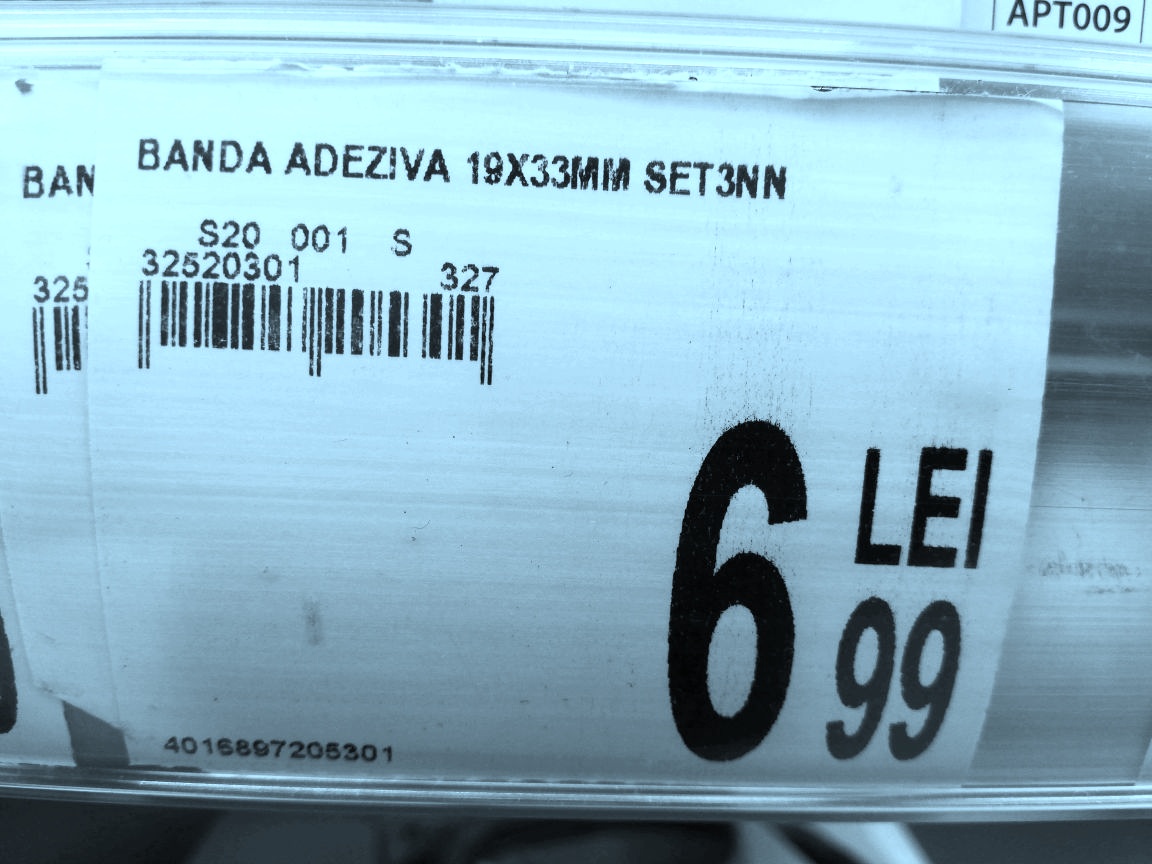 APT009
BANDA ADEZIVA 19X33MM SET3NN
S20 001 S
32520301 327
BAN
325
6 LEI
99
4016897205301